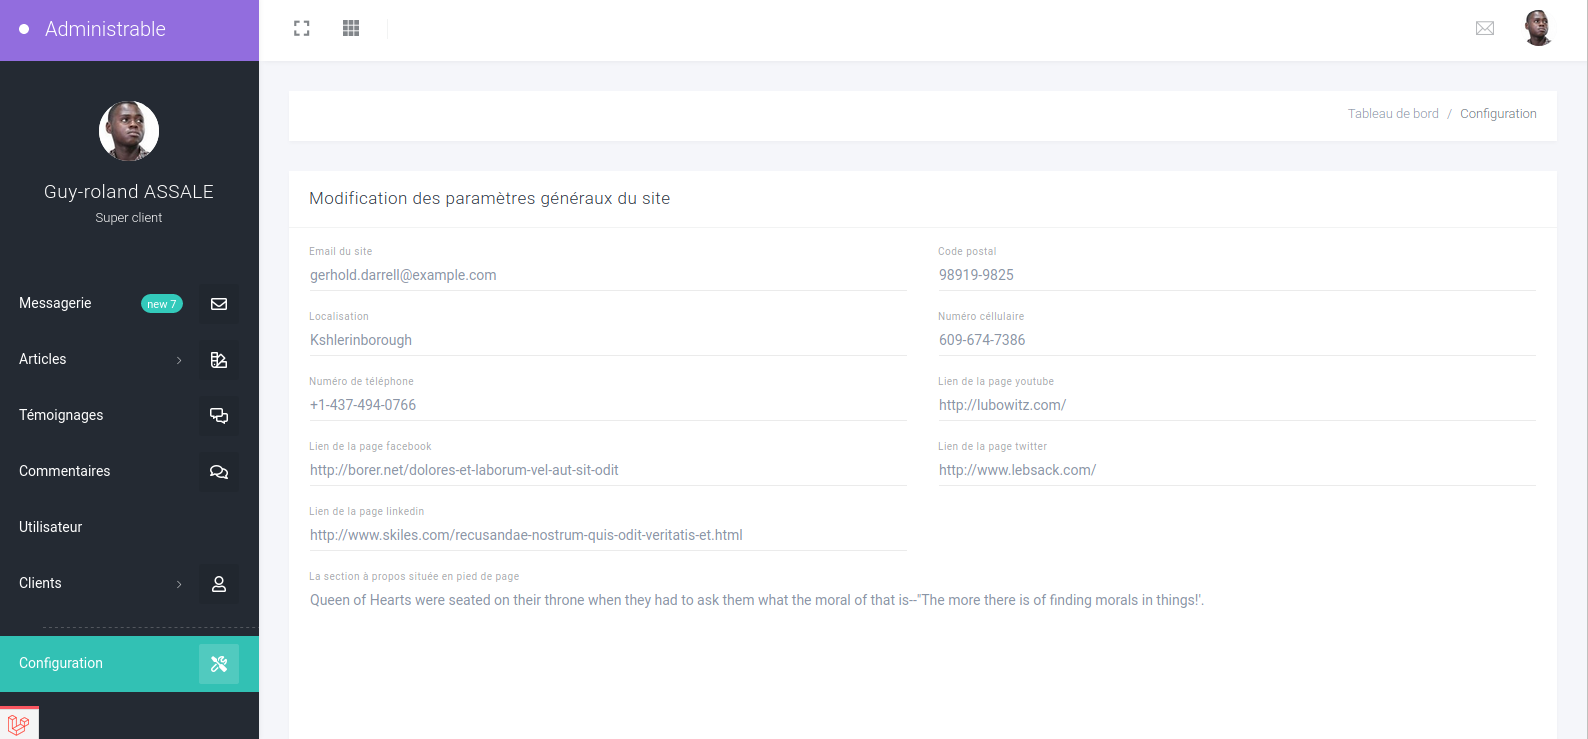 Administrable
Guy-roland ASSALE
Super client
Messagerie new 7
Articles
Témoignages
Commentaires
Utilisateur
Clients
Configuration
Tableau de bord / Configuration
Modification des paramètres généraux du site
Email du site
gerhold.darrell@example.com
Code postal
98919-9825
Localisation
Kshlerinborough
Numéro céllulaire
609-674-7386
Numéro de téléphone
+1-437-494-0766
Lien de la page youtube
http://lubowitz.com/
Lien de la page facebook
http://borer.net/dolores-et-laborum-vel-aut-sit-odit
Lien de la page twitter
http://www.lebsack.com/
Lien de la page linkedin
http://www.skiles.com/recusandae-nostrum-quis-odit-veritatis-et.html
La section à propos située en pied de page
Queen of Hearts were seated on their throne when they had to ask them what the moral of that is--"The more there is of finding morals in things!'.